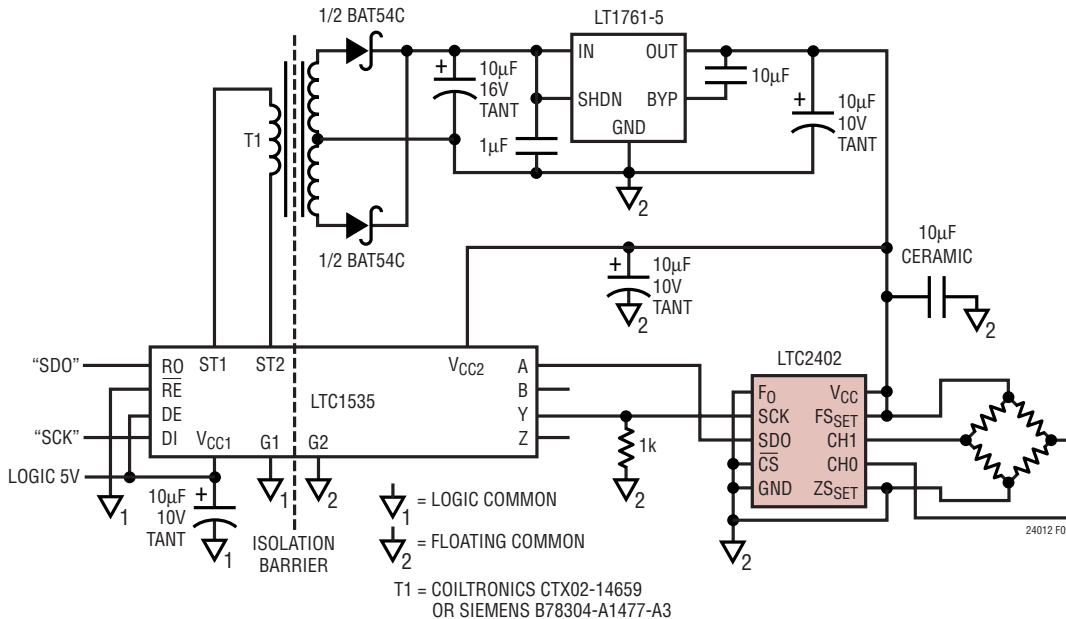 1/2 BAT54C
LT1761-5
IN
OUT
SHDN
BYP
GND
+
10µF
16V
TANT
1µF
10µF
+
10µF
10V
TANT
2
T1
1/2 BAT54C
+
10µF
10V
TANT
2
10µF
CERAMIC
2
"SDO"
"SCK"
LOGIC 5V
RO
ST1
ST2
VCC2
A
RE
B
DE
LTC1535
Y
DI
VCC1
G1
G2
Z
1
10µF
10V
TANT
+
1
1
2
ISOLATION
BARRIER
1k
2
LTC2402
FO
VCC
SCK
FSSET
SDO
CH1
CS
CH0
GND
ZSSET
2
1 = LOGIC COMMON
2 = FLOATING COMMON
24012 F0
T1 = COILTRONICS CTX02-14659
OR SIEMENS B78304-A1477-A3